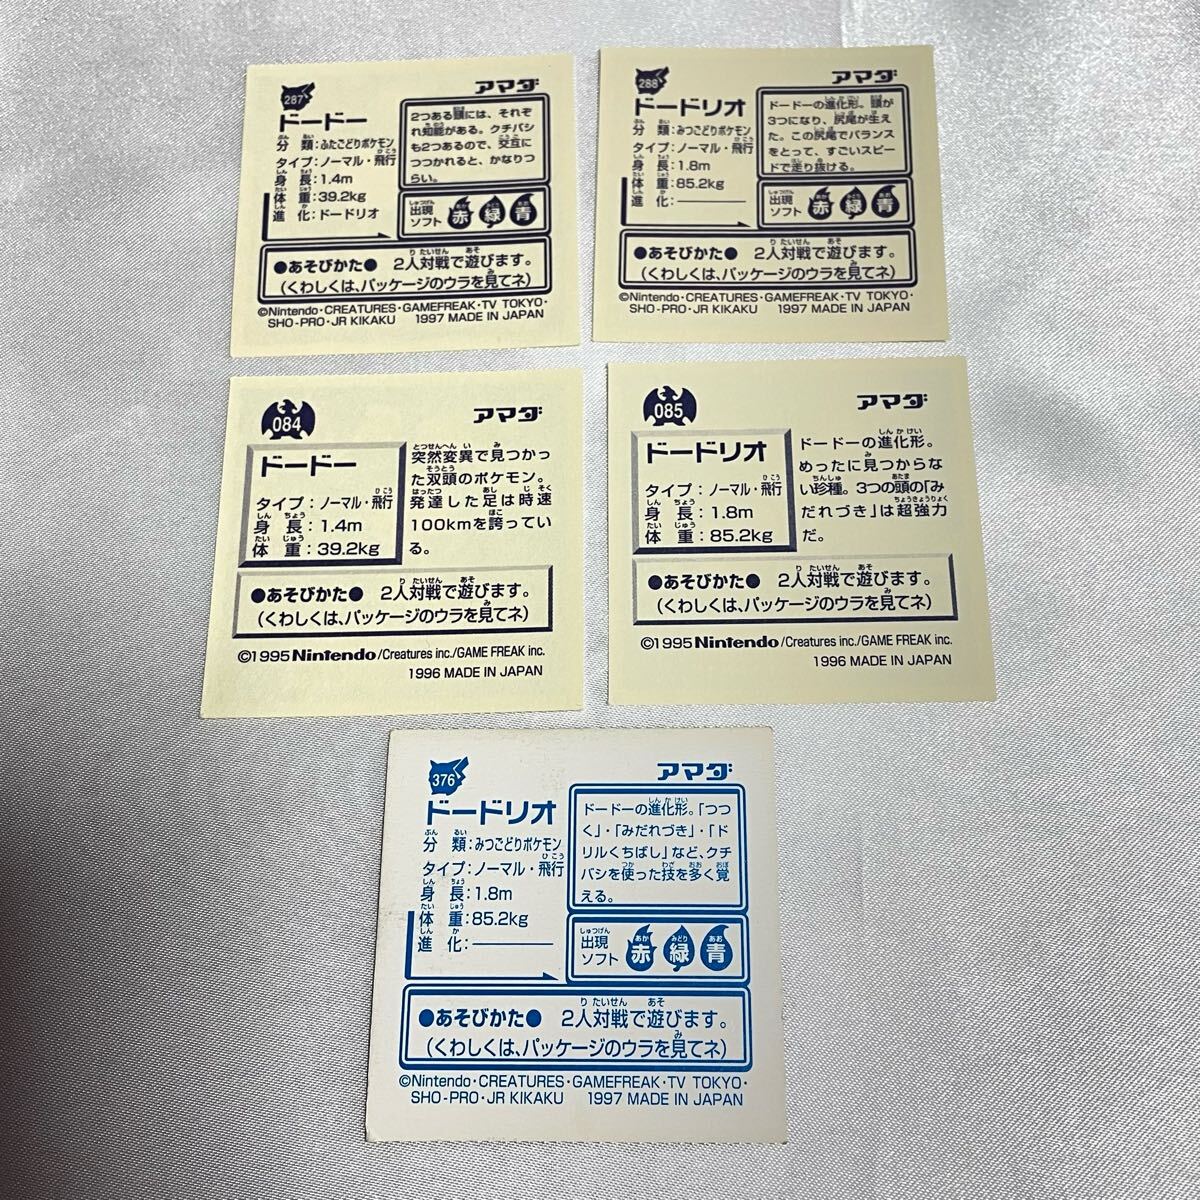 287
アマダ
ドードー
分類:ふたごどりポケモン
タイプ:ノーマル・飛行
身長:1.4m
体重:39.2kg
進化:ドードリオ
2つある頭には、それぞ
れ知能がある。クチバシ
も2つあるので、交互に
つつかれると、かなりつ
らい。
出現
ソフト
赤 緑 青
●あそびかた● 2人対戦で遊びます。
(くわしくは、パッケージのウラを見てネ)
©Nintendo・CREATURES・GAMEFREAK・TV TOKYO・
SHO-PRO・JR KIKAKU 1997 MADE IN JAPAN
288
アマダ
ドードリオ
分類:みつごどりポケモン
タイプ:ノーマル・飛行
身長:1.8m
体重:85.2kg
進化:————
ドードーの進化形。頭が
3つになり、尻尾が生え
た。この尻尾でバランス
をとって、すごいスピー
ドで走り抜ける。
出現
ソフト
赤 緑 青
●あそびかた● 2人対戦で遊びます。
(くわしくは、パッケージのウラを見てネ)
©Nintendo・CREATURES・GAMEFREAK・TV TOKYO・
SHO-PRO・JR KIKAKU 1997 MADE IN JAPAN
084
アマダ
ドードー
タイプ:ノーマル・飛行
身長:1.4m
体重:39.2kg
突然変異で見つかっ
た双頭のポケモン。
発達した足は時速
100kmを誇ってい
る。
●あそびかた● 2人対戦で遊びます。
(くわしくは、パッケージのウラを見てネ)
©1995 Nintendo/Creatures inc./GAME FREAK inc.
1996 MADE IN JAPAN
085
アマダ
ドードリオ
タイプ:ノーマル・飛行
身長:1.8m
体重:85.2kg
ドードーの進化形。
めったに見つからな
い珍種。3つの頭の「み
だれづき」は超強力
だ。
●あそびかた● 2人対戦で遊びます。
(くわしくは、パッケージのウラを見てネ)
©1995 Nintendo/Creatures inc./GAME FREAK inc.
1996 MADE IN JAPAN
376
アマダ
ドードリオ
分類:みつごどりポケモン
タイプ:ノーマル・飛行
身長:1.8m
体重:85.2kg
進化:————
ドードーの進化形。「つつ
く」・「みだれづき」・「ド
リルくちばし」など、クチ
バシを使った技を多く覚
える。
出現
ソフト
赤 緑 青
●あそびかた● 2人対戦で遊びます。
(くわしくは、パッケージのウラを見てネ)
©Nintendo・CREATURES・GAMEFREAK・TV TOKYO・
SHO-PRO・JR KIKAKU 1997 MADE IN JAPAN